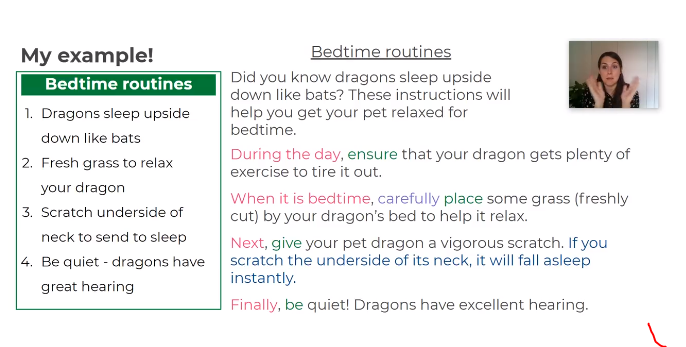 My example!
Bedtime routines
1. Dragons sleep upside
down like bats
2. Fresh grass to relax
your dragon
3. Scratch underside of
neck to send to sleep
4. Be quiet - dragons have
great hearing
Bedtime routines
Did you know dragons sleep upside
down like bats? These instructions will
help you get your pet relaxed for
bedtime.
During the day, ensure that your dragon gets plenty of
exercise to tire it out.
When it is bedtime, carefully place some grass (freshly
cut) by your dragon's bed to help it relax.
Next, give your pet dragon a vigorous scratch. If you
scratch the underside of its neck, it will fall asleep
instantly.
Finally, be quiet! Dragons have excellent hearing.